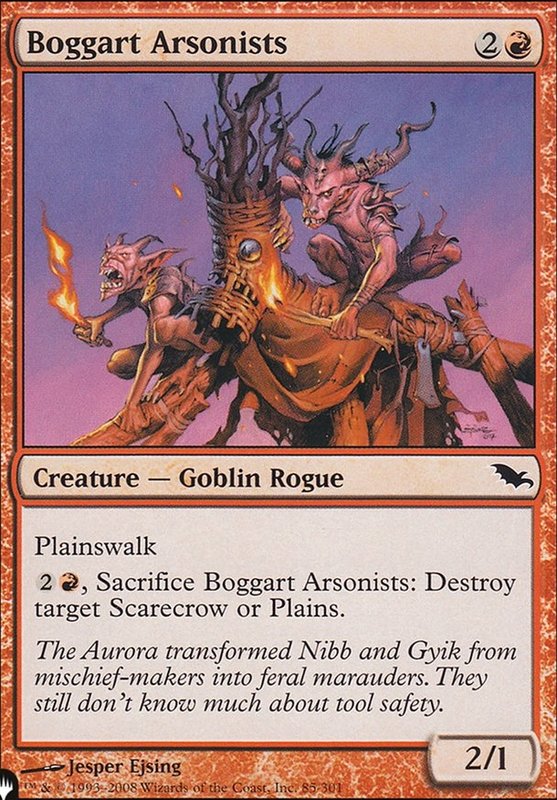 Boggart Arsonists 2
Creature — Goblin Rogue
Plainswalk
2, Sacrifice Boggart Arsonists: Destroy
target Scarecrow or Plains.
The Aurora transformed Nibb and Gyik from
mischief-makers into feral marauders. They
still don't know much about tool safety.
2/1
Jesper Ejsing
™ & © 1993–2008 Wizards of the Coast, Inc. 85/301